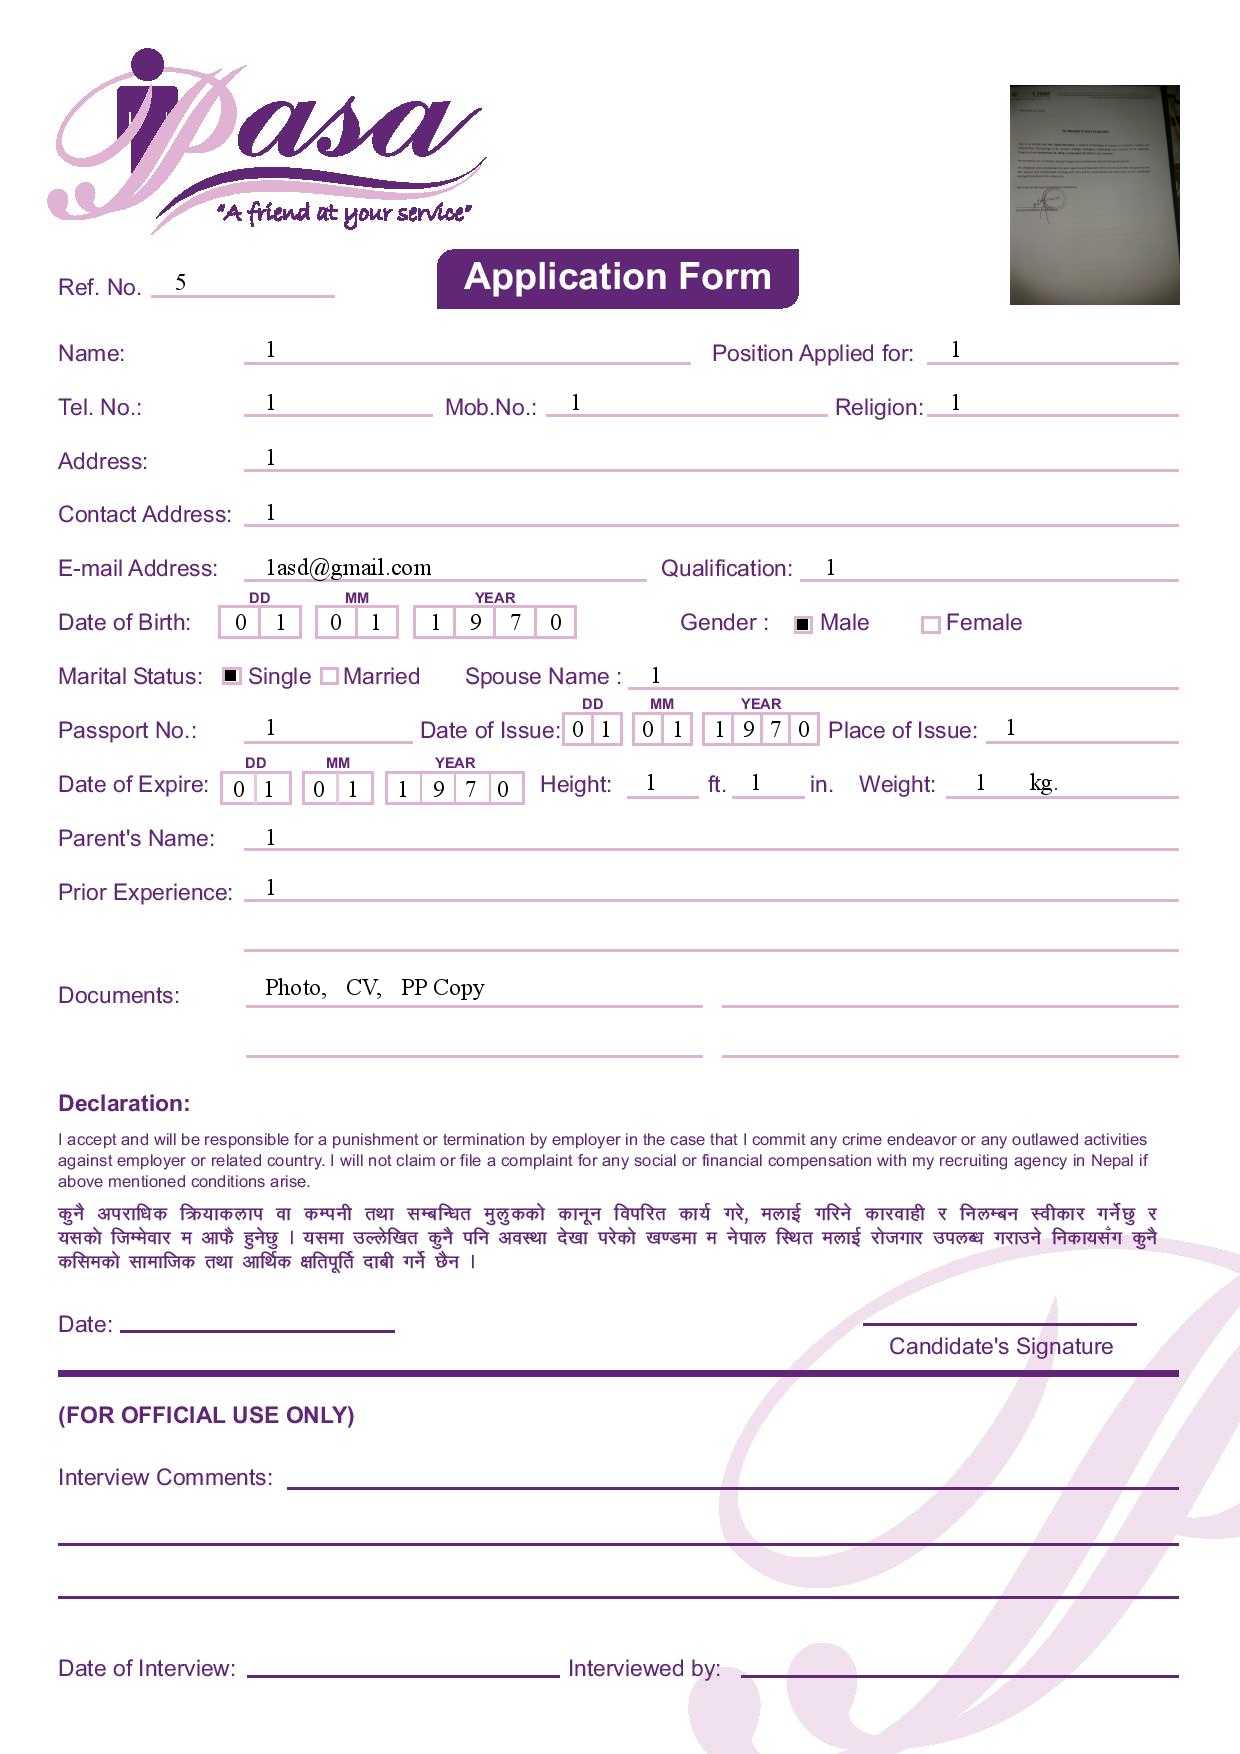 Pasa
"A friend at your service"
Application Form
Ref. No. 5
Name: 1 Position Applied for: 1
Tel. No.: 1 Mob.No.: 1 Religion: 1
Address: 1
Contact Address: 1
E-mail Address: 1asd@gmail.com Qualification: 1
DD MM YEAR
Date of Birth: 0 1 0 1 1 9 7 0 Gender : Male Female
Marital Status: Single Married Spouse Name : 1
DD MM YEAR
Passport No.: 1 Date of Issue: 0 1 0 1 1 9 7 0 Place of Issue: 1
DD MM YEAR
Date of Expire: 0 1 0 1 1 9 7 0 Height: 1 ft. 1 in. Weight: 1 kg.
Parent's Name: 1
Prior Experience: 1
Documents: Photo, CV, PP Copy
Declaration:
I accept and will be responsible for a punishment or termination by employer in the case that I commit any crime endeavor or any outlawed activities
against employer or related country. I will not claim or file a complaint for any social or financial compensation with my recruiting agency in Nepal if
above mentioned conditions arise.
कुनै अपराधिक क्रियाकलाप वा कम्पनी तथा सम्बन्धित मुलुकको कानून विपरित कार्य गरे, मलाई गरिने कारवाही र निलम्बन स्वीकार गर्नेछु र
यसको जिम्मेवार म आफै हुनेछु । यसमा उल्लेखित कुनै पनि अवस्था देखा परेको खण्डमा म नेपाल स्थित मलाई रोजगार उपलब्ध गराउने निकायसँग कुनै
कसिमको सामाजिक तथा आर्थिक क्षतिपूर्ति दाबी गर्ने छैन ।
Date:
Candidate's Signature
(FOR OFFICIAL USE ONLY)
Interview Comments:
Date of Interview: Interviewed by: